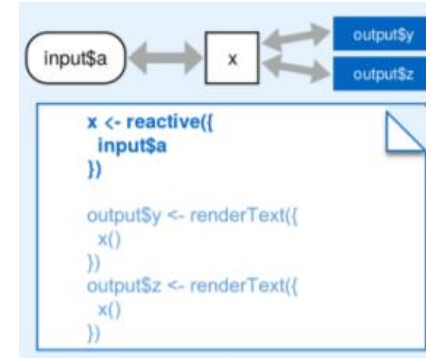 input$a
x
output$y
output$z
x <- reactive({
input$a
})
output$y <- renderText({
x()
})
output$z <- renderText({
x()
})